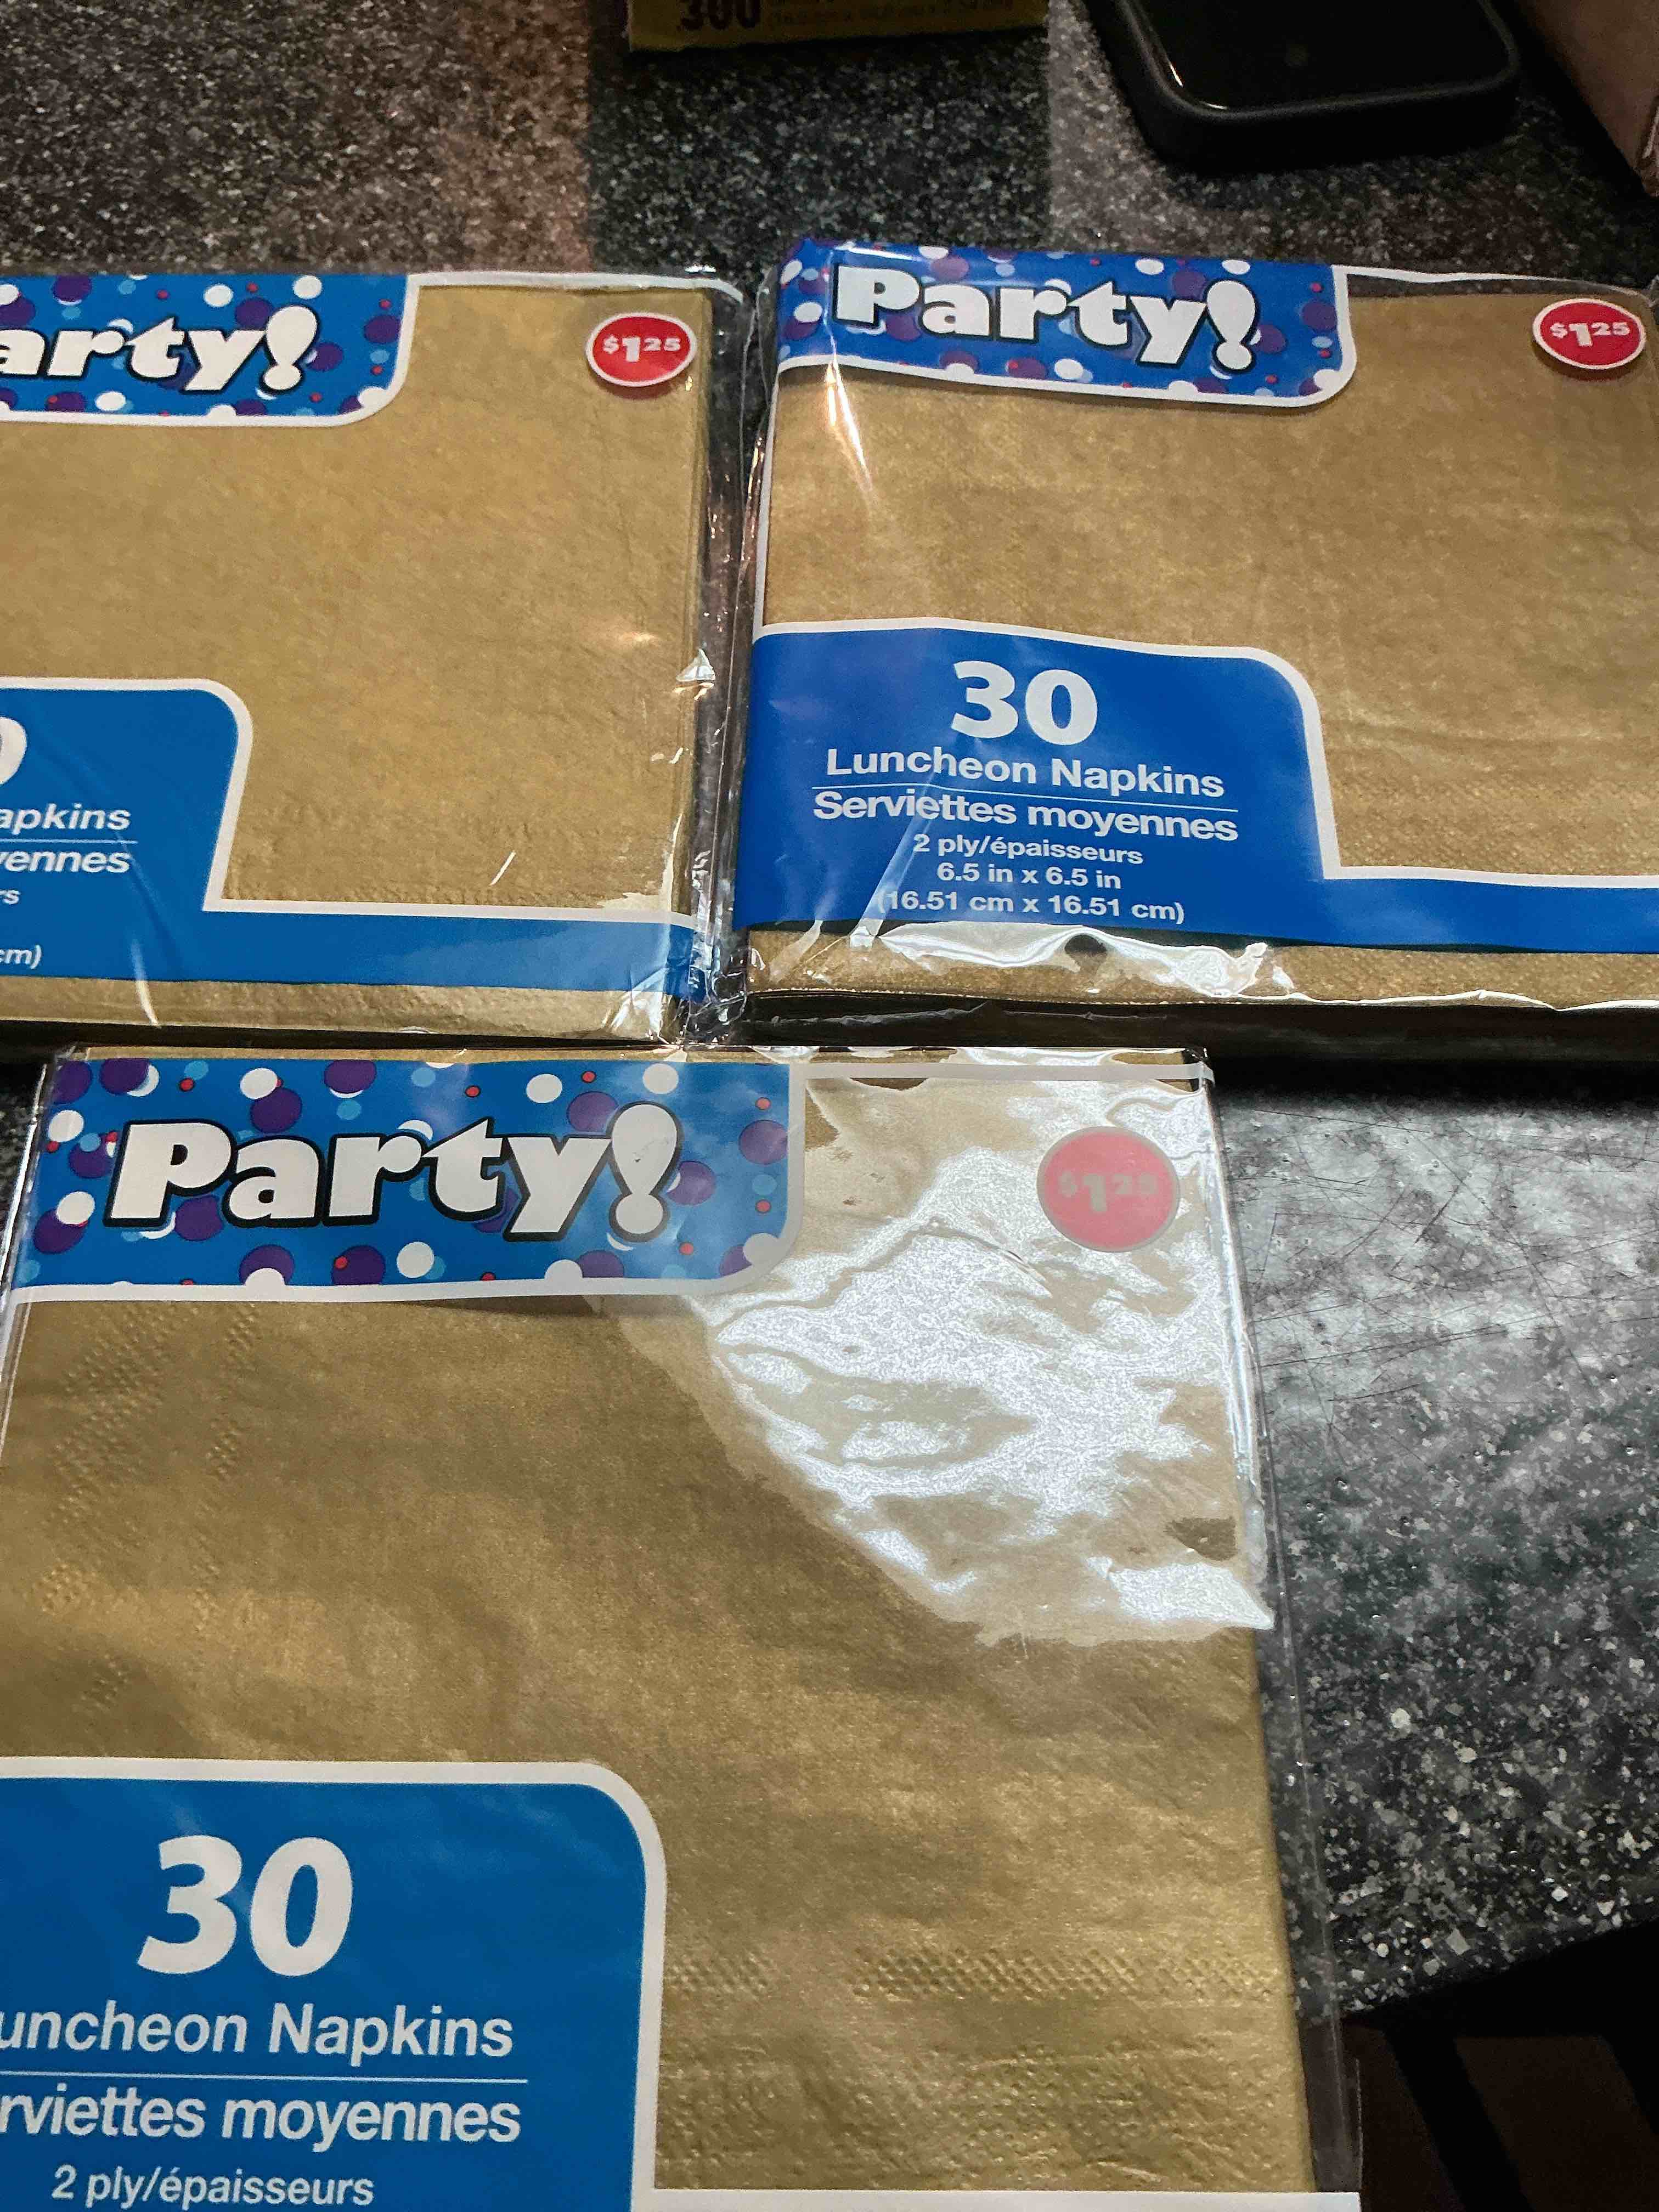 300
arty!
$1.25
apkins
yennes
rs
cm)
Party!
$1.25
30
Luncheon Napkins
Serviettes moyennes
2 ply/épaisseurs
6.5 in x 6.5 in
(16.51 cm x 16.51 cm)
Party!
$1.25
30
uncheon Napkins
rviettes moyennes
2 ply/épaisseurs